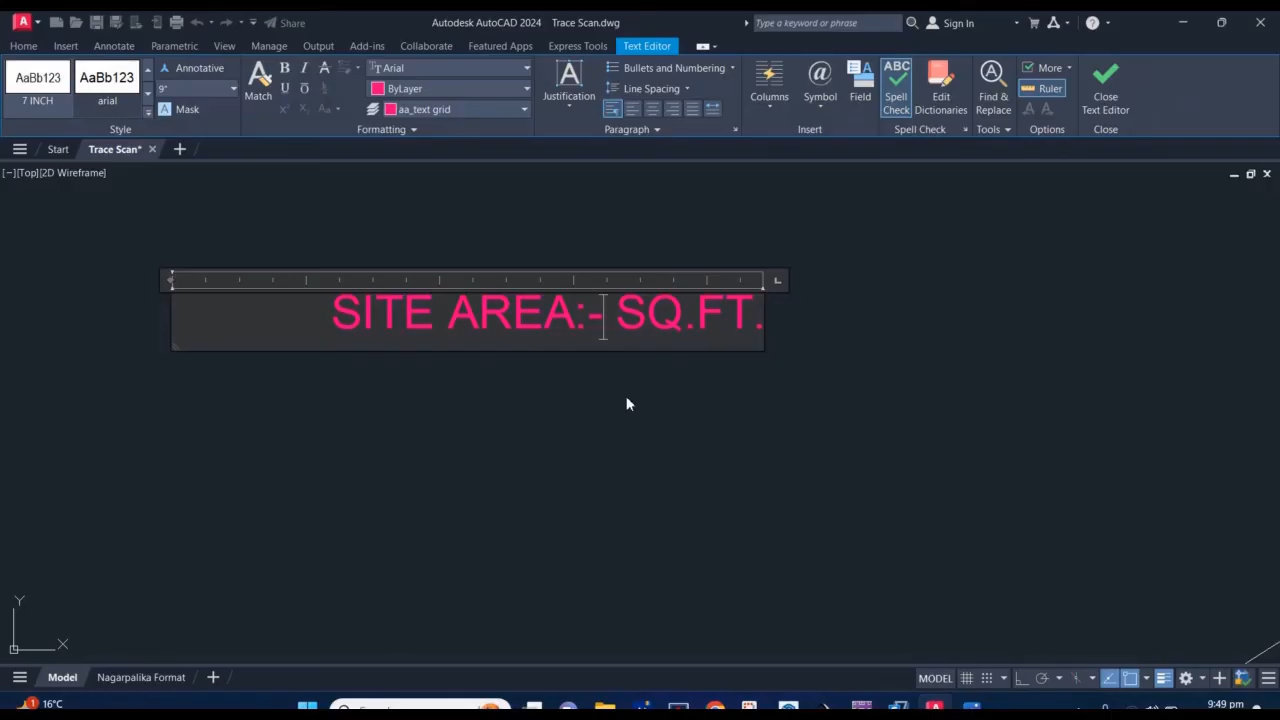 Share
Autodesk AutoCAD 2024 Trace Scan.dwg
Type a keyword or phrase
Sign In
Home Insert Annotate Parametric View Manage Output Add-ins Collaborate Featured Apps Express Tools Text Editor
AaBb123
7 INCH
AaBb123
arial
Annotative
9"
Mask
Style
Match
Arial
ByLayer
aa_text grid
Formatting
Justification
Bullets and Numbering
Line Spacing
Paragraph
Columns
Symbol
Field
Insert
ABC
Spell
Check
Edit
Dictionaries
Spell Check
Find &
Replace
Tools
More
Ruler
Options
Close
Text Editor
Close
Start
Trace Scan*
[−][Top][2D Wireframe]
SITE AREA:- SQ.FT.
Y
X
Model
Nagarpalika Format
MODEL
1
16°C
9:49 pm